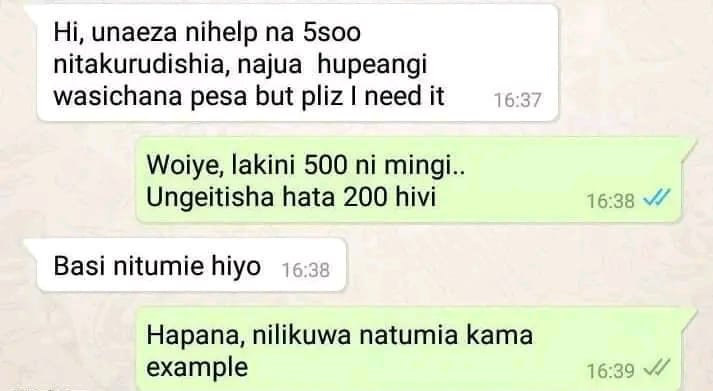 Hi, unaeza nihelp na 5soo
nitakurudishia, najua hupeangi
wasichana pesa but pliz I need it 16:37
Woiye, lakini 500 ni mingi..
Ungeitisha hata 200 hivi 16:38
Basi nitumie hiyo 16:38
Hapana, nilikuwa natumia kama
example 16:39